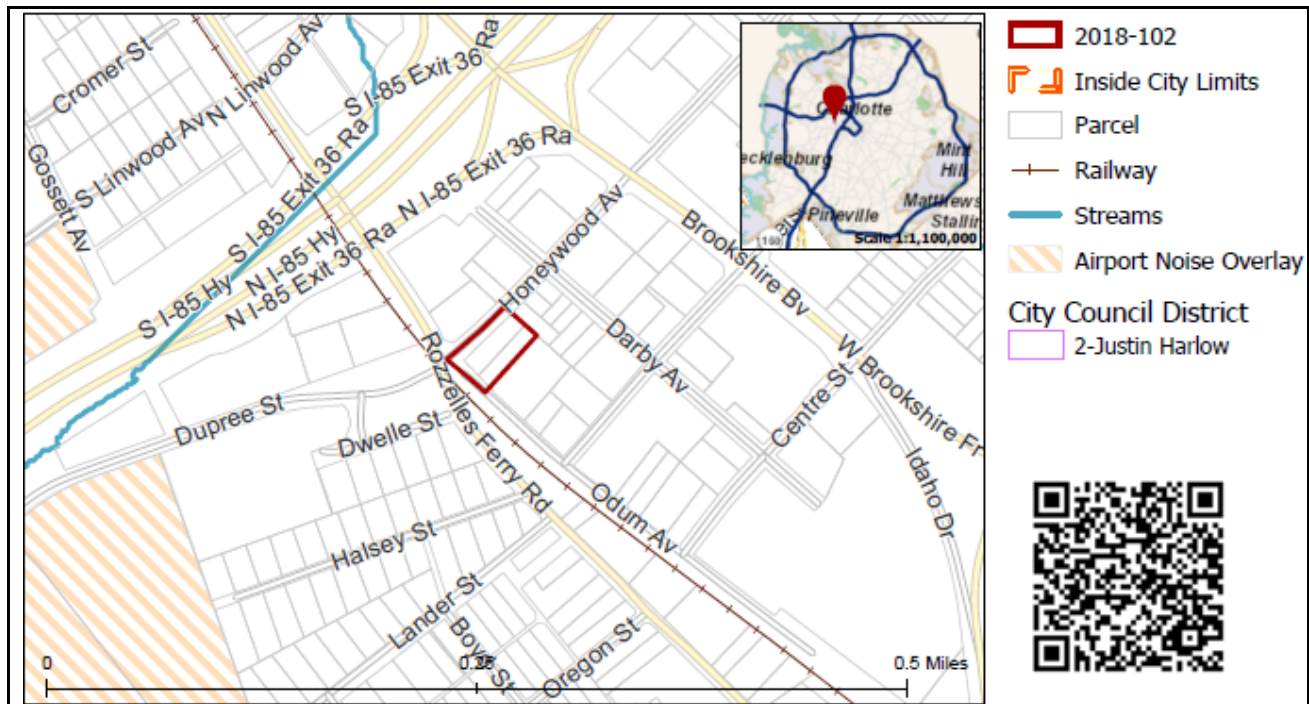 Cromer St
N Linwood Av
S I-85 Exit 36 Ra
Gossett Av
S Linwood Av
S I-85 Exit 36 Ra
N I-85 Exit 36 Ra
S I-85 Hy
N I-85 Hy
N I-85 Exit 36 Ra
Honeywood Av
Brookshire Bv
Rozzelles Ferry Rd
Darby Av
W Brookshire Fr
Centre St
Dupree St
Dwelle St
Idaho Dr
Odum Av
Halsey St
Lander St
Boyd St
Oregon St
0
0.5 Miles
Charlotte
ecklenburg
Mint
Hill
Matthews
Stallin
Pineville
Scale 1:1,100,000
2018-102
Inside City Limits
Parcel
Railway
Streams
Airport Noise Overlay
City Council District
2-Justin Harlow